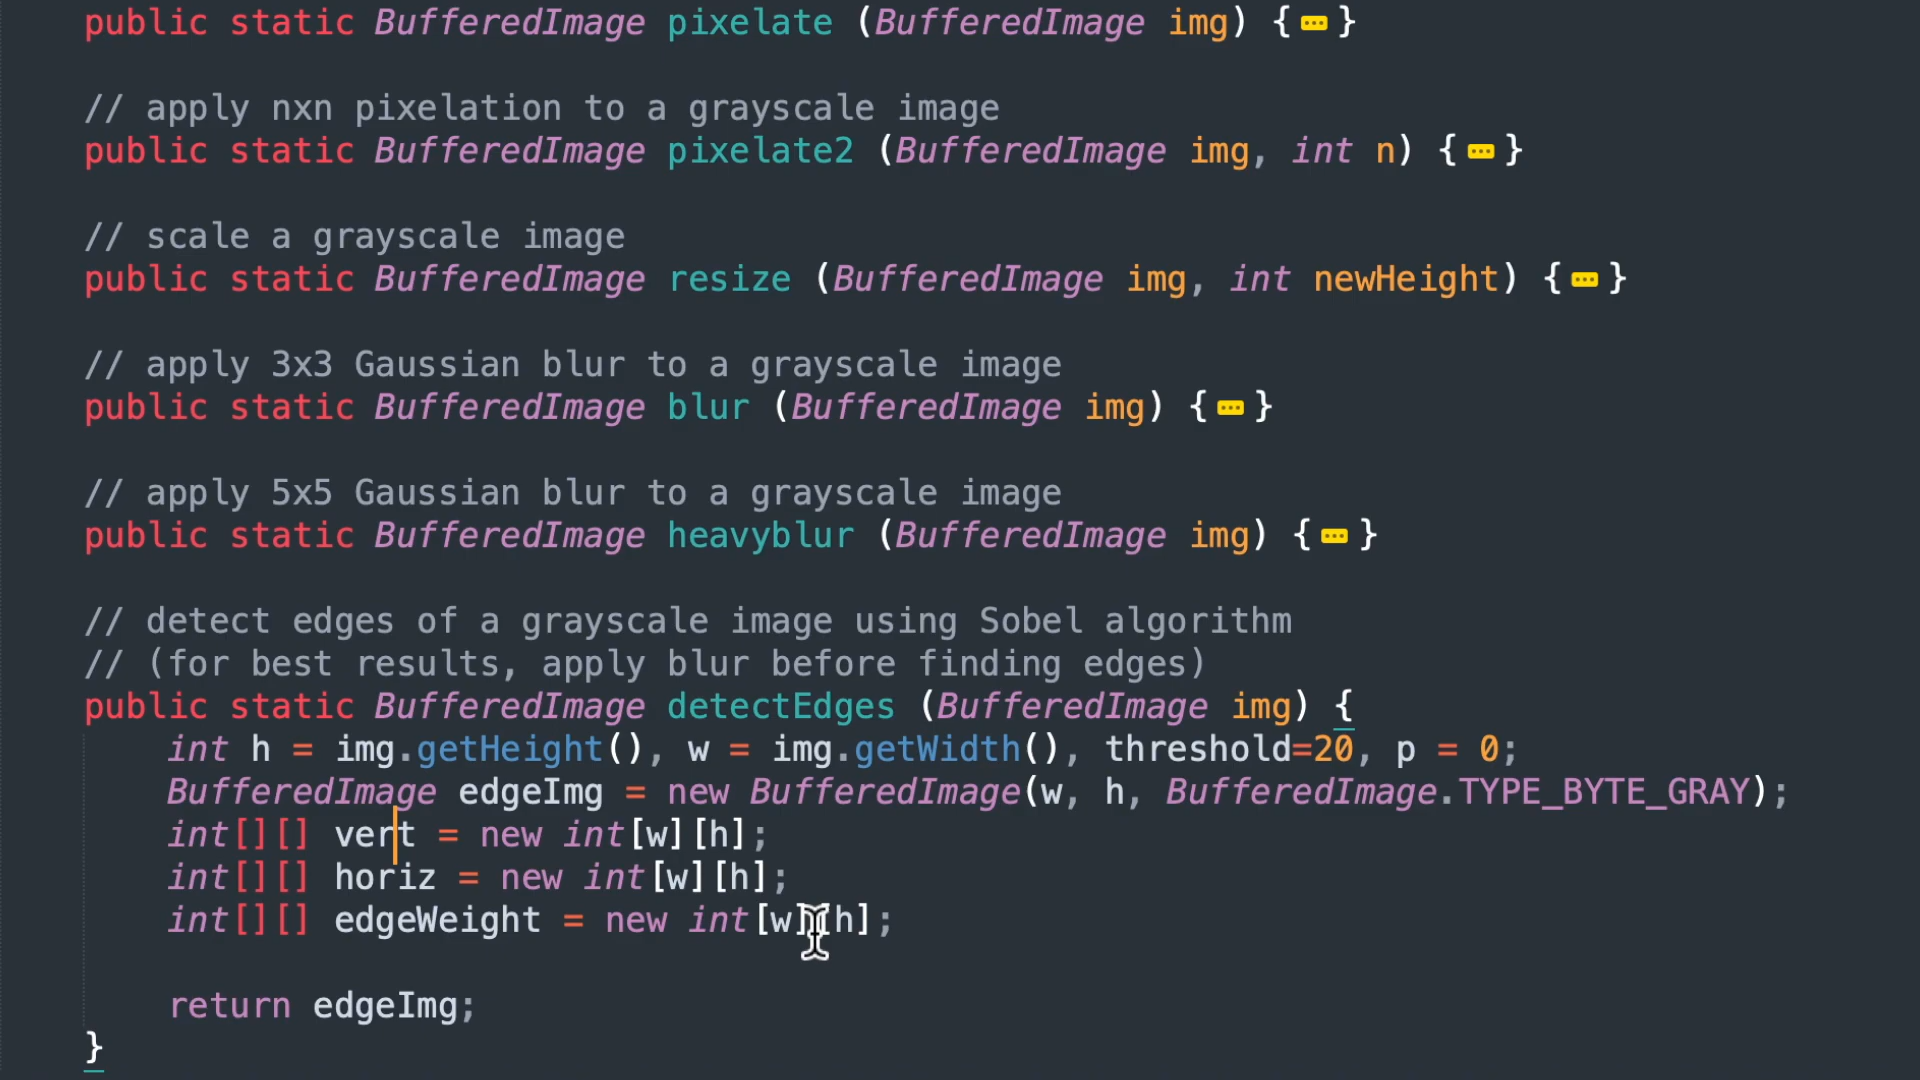 public static BufferedImage pixelate (BufferedImage img) {…}
// apply nxn pixelation to a grayscale image
public static BufferedImage pixelate2 (BufferedImage img, int n) {…}
// scale a grayscale image
public static BufferedImage resize (BufferedImage img, int newHeight) {…}
// apply 3x3 Gaussian blur to a grayscale image
public static BufferedImage blur (BufferedImage img) {…}
// apply 5x5 Gaussian blur to a grayscale image
public static BufferedImage heavyblur (BufferedImage img) {…}
// detect edges of a grayscale image using Sobel algorithm
// (for best results, apply blur before finding edges)
public static BufferedImage detectEdges (BufferedImage img) {
int h = img.getHeight(), w = img.getWidth(), threshold=20, p = 0;
BufferedImage edgeImg = new BufferedImage(w, h, BufferedImage.TYPE_BYTE_GRAY);
int[][] vert = new int[w][h];
int[][] horiz = new int[w][h];
int[][] edgeWeight = new int[w][h];
return edgeImg;
}